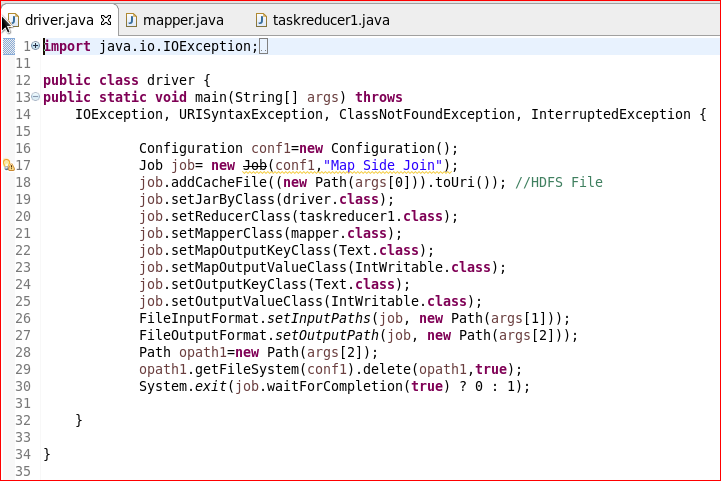 driver.java mapper.java taskreducer1.java
1 import java.io.IOException;
11
12 public class driver {
13 public static void main(String[] args) throws
14 IOException, URISyntaxException, ClassNotFoundException, InterruptedException {
15
16 Configuration conf1=new Configuration();
17 Job job= new Job(conf1,"Map Side Join");
18 job.addCacheFile((new Path(args[0])).toUri()); //HDFS File
19 job.setJarByClass(driver.class);
20 job.setReducerClass(taskreducer1.class);
21 job.setMapperClass(mapper.class);
22 job.setMapOutputKeyClass(Text.class);
23 job.setMapOutputValueClass(IntWritable.class);
24 job.setOutputKeyClass(Text.class);
25 job.setOutputValueClass(IntWritable.class);
26 FileInputFormat.setInputPaths(job, new Path(args[1]));
27 FileOutputFormat.setOutputPath(job, new Path(args[2]));
28 Path opath1=new Path(args[2]);
29 opath1.getFileSystem(conf1).delete(opath1,true);
30 System.exit(job.waitForCompletion(true) ? 0 : 1);
31
32 }
33
34 }
35